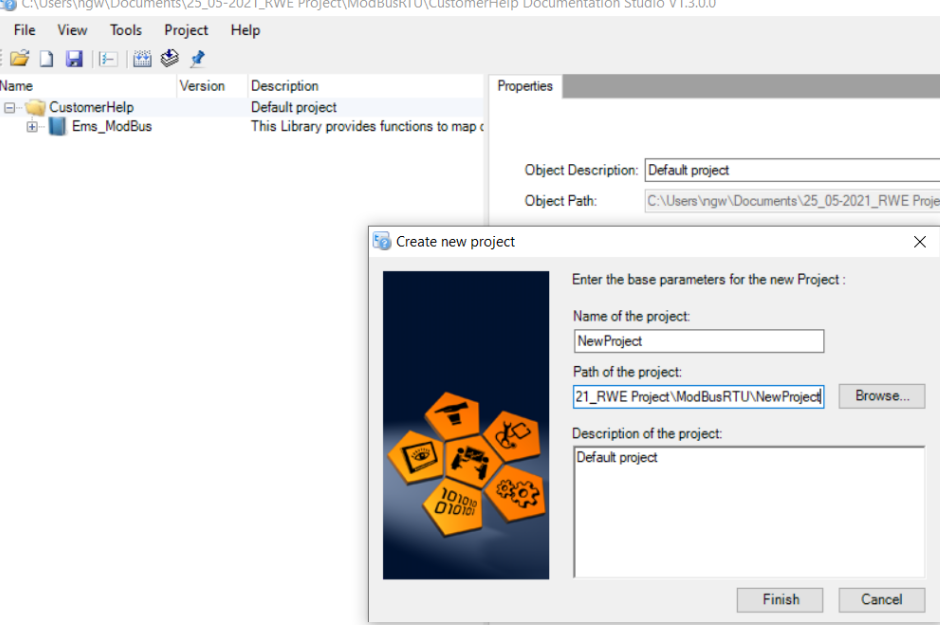 C:\Users\ngw\Documents\25_05-2021_RWE Project\ModBusRTU\CustomerHelp Documentation Studio V1.3.0.0
File View Tools Project Help
Name Version Description
Properties
CustomerHelp Default project
Ems_ModBus This Library provides functions to map
Object Description: Default project
Object Path: C:\Users\ngw\Documents\25_05-2021_RWE Proje
Create new project
Enter the base parameters for the new Project :
Name of the project:
NewProject
Path of the project:
21_RWE Project\ModBusRTU\NewProject
Browse...
Description of the project:
Default project
101010
010101
Finish Cancel